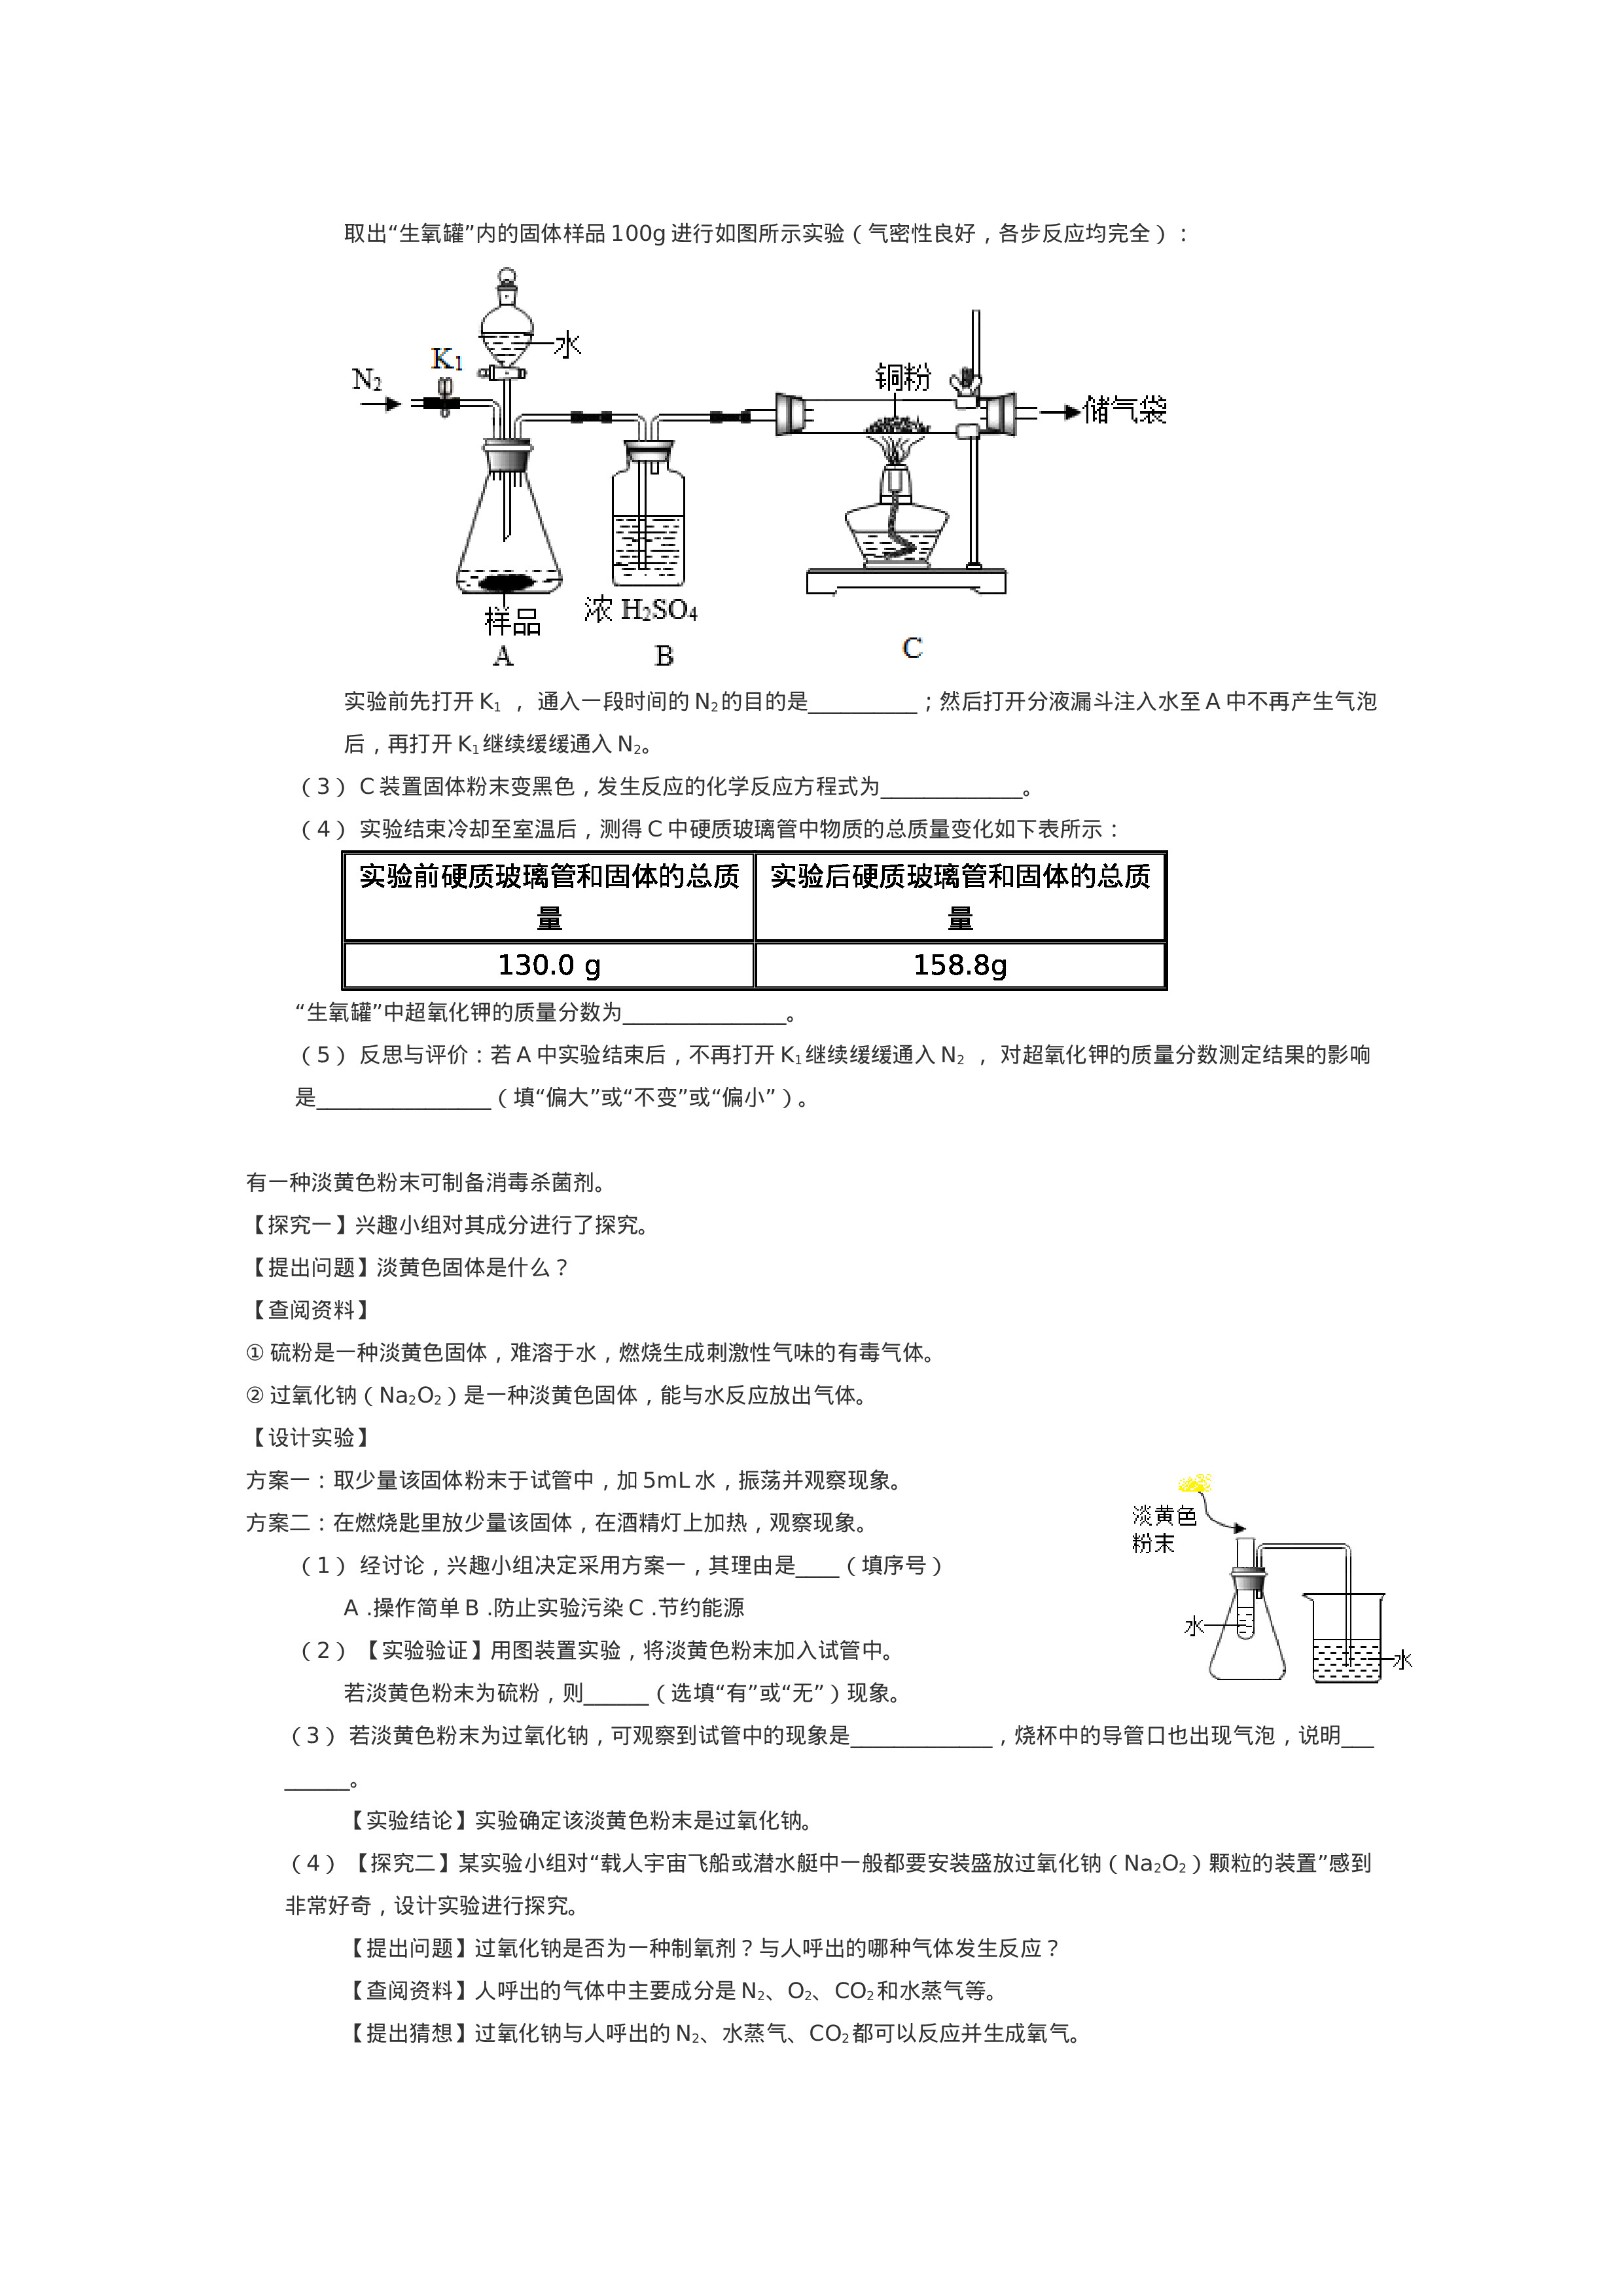 取出“生氧罐”内的固体样品 100g 进行如图所示实验（气密性良好，各步反应均完全）：
水
K₁
N₂
铜粉
储气袋
样品
浓 H₂SO₄
A
B
C
实验前先打开 K₁ ， 通入一段时间的 N₂的目的是__________；然后打开分液漏斗注入水至 A 中不再产生气泡
后，再打开 K₁继续缓缓通入 N₂。
（3） C 装置固体粉末变黑色，发生反应的化学反应方程式为_____________。
（4） 实验结束冷却至室温后，测得 C 中硬质玻璃管中物质的总质量变化如下表所示：
实验前硬质玻璃管和固体的总质
量
实验后硬质玻璃管和固体的总质
量
130.0 g
158.8g
“生氧罐”中超氧化钾的质量分数为_______________。
（5） 反思与评价：若 A 中实验结束后，不再打开 K₁继续缓缓通入 N₂ ， 对超氧化钾的质量分数测定结果的影响
是________________（填“偏大”或“不变”或“偏小”）。
有一种淡黄色粉末可制备消毒杀菌剂。
【探究一】兴趣小组对其成分进行了探究。
【提出问题】淡黄色固体是什么？
【查阅资料】
① 硫粉是一种淡黄色固体，难溶于水，燃烧生成刺激性气味的有毒气体。
② 过氧化钠（Na₂O₂）是一种淡黄色固体，能与水反应放出气体。
【设计实验】
方案一：取少量该固体粉末于试管中，加 5mL 水，振荡并观察现象。
方案二：在燃烧匙里放少量该固体，在酒精灯上加热，观察现象。
淡黄色
粉末
水
水
（1） 经讨论，兴趣小组决定采用方案一，其理由是____（填序号）
A .操作简单 B .防止实验污染 C .节约能源
（2） 【实验验证】用图装置实验，将淡黄色粉末加入试管中。
若淡黄色粉末为硫粉，则______（选填“有”或“无”）现象。
（3） 若淡黄色粉末为过氧化钠，可观察到试管中的现象是_____________，烧杯中的导管口也出现气泡，说明___
______。
【实验结论】实验确定该淡黄色粉末是过氧化钠。
（4） 【探究二】某实验小组对“载人宇宙飞船或潜水艇中一般都要安装盛放过氧化钠（Na₂O₂）颗粒的装置”感到
非常好奇，设计实验进行探究。
【提出问题】过氧化钠是否为一种制氧剂？与人呼出的哪种气体发生反应？
【查阅资料】人呼出的气体中主要成分是 N₂、O₂、CO₂和水蒸气等。
【提出猜想】过氧化钠与人呼出的 N₂、水蒸气、CO₂都可以反应并生成氧气。